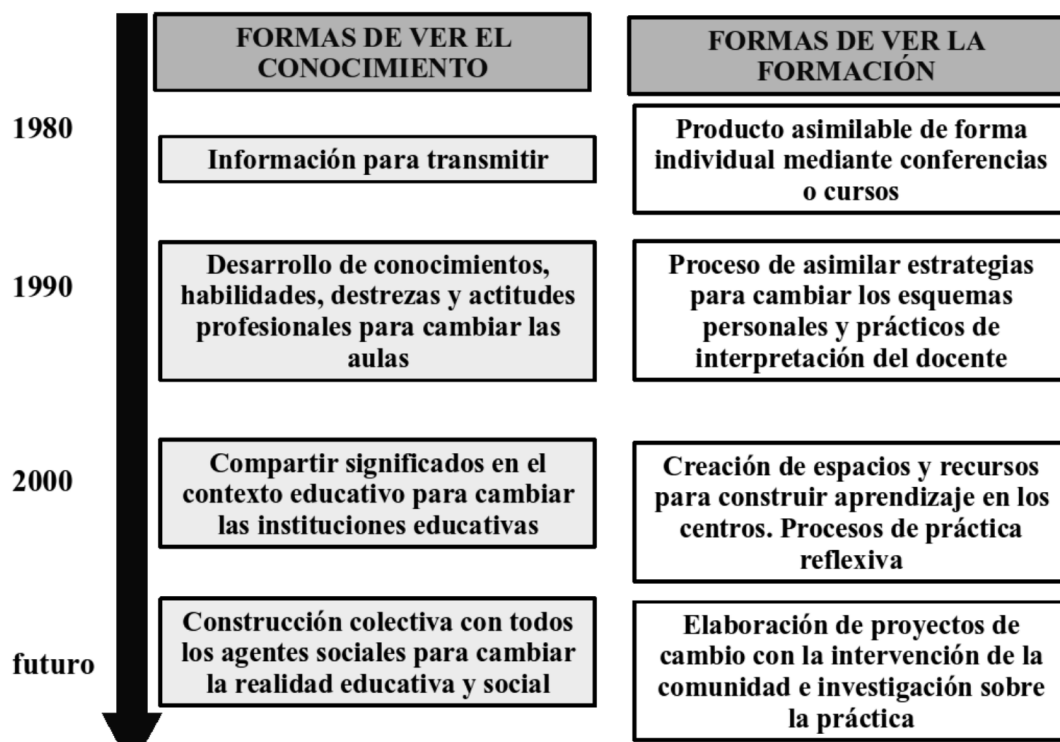 FORMAS DE VER EL
CONOCIMIENTO
FORMAS DE VER LA
FORMACIÓN
1980
Información para transmitir
Producto asimilable de forma
individual mediante conferencias
o cursos
1990
Desarrollo de conocimientos,
habilidades, destrezas y actitudes
profesionales para cambiar las
aulas
Proceso de asimilar estrategias
para cambiar los esquemas
personales y prácticos de
interpretación del docente
2000
Compartir significados en el
contexto educativo para cambiar
las instituciones educativas
Creación de espacios y recursos
para construir aprendizaje en los
centros. Procesos de práctica
reflexiva
futuro
Construcción colectiva con todos
los agentes sociales para cambiar
la realidad educativa y social
Elaboración de proyectos de
cambio con la intervención de la
comunidad e investigación sobre
la práctica